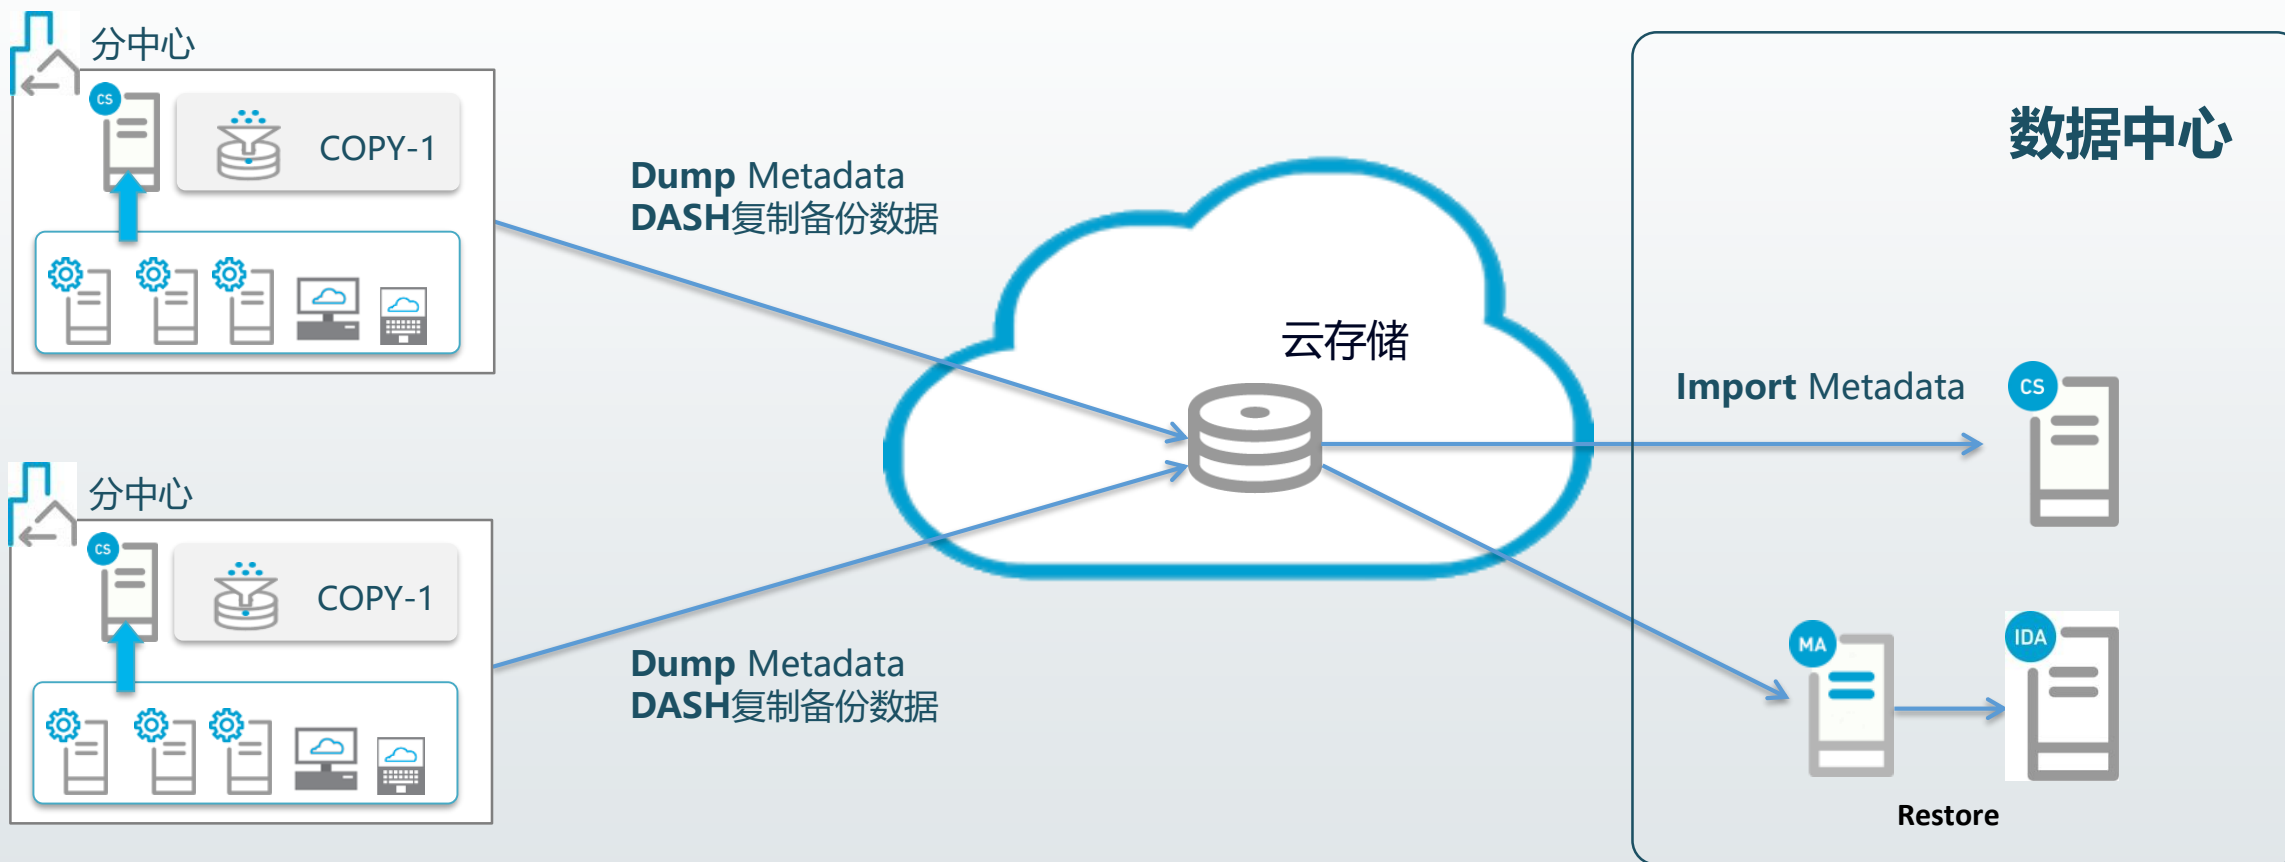 分中心
CS
COPY-1
Dump Metadata
DASH复制备份数据
分中心
CS
COPY-1
Dump Metadata
DASH复制备份数据
云存储
数据中心
Import Metadata
CS
MA
IDA
Restore